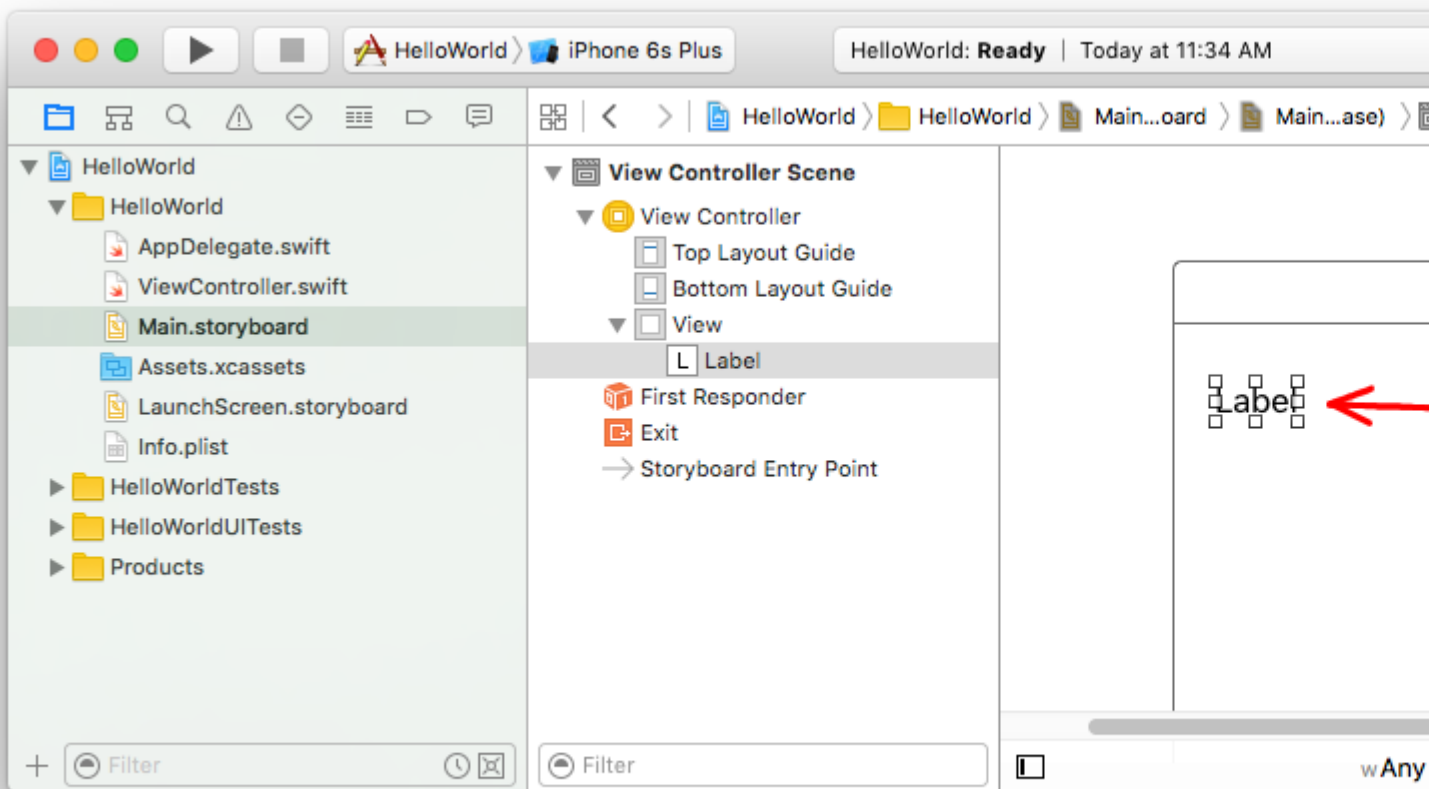 HelloWorld iPhone 6s Plus
HelloWorld: Ready | Today at 11:34 AM
HelloWorld HelloWorld Main...oard Main...ase)
HelloWorld
HelloWorld
AppDelegate.swift
ViewController.swift
Main.storyboard
Assets.xcassets
LaunchScreen.storyboard
Info.plist
HelloWorldTests
HelloWorldUITests
Products
Filter
View Controller Scene
View Controller
Top Layout Guide
Bottom Layout Guide
View
L Label
First Responder
Exit
Storyboard Entry Point
Filter
Label
wAny